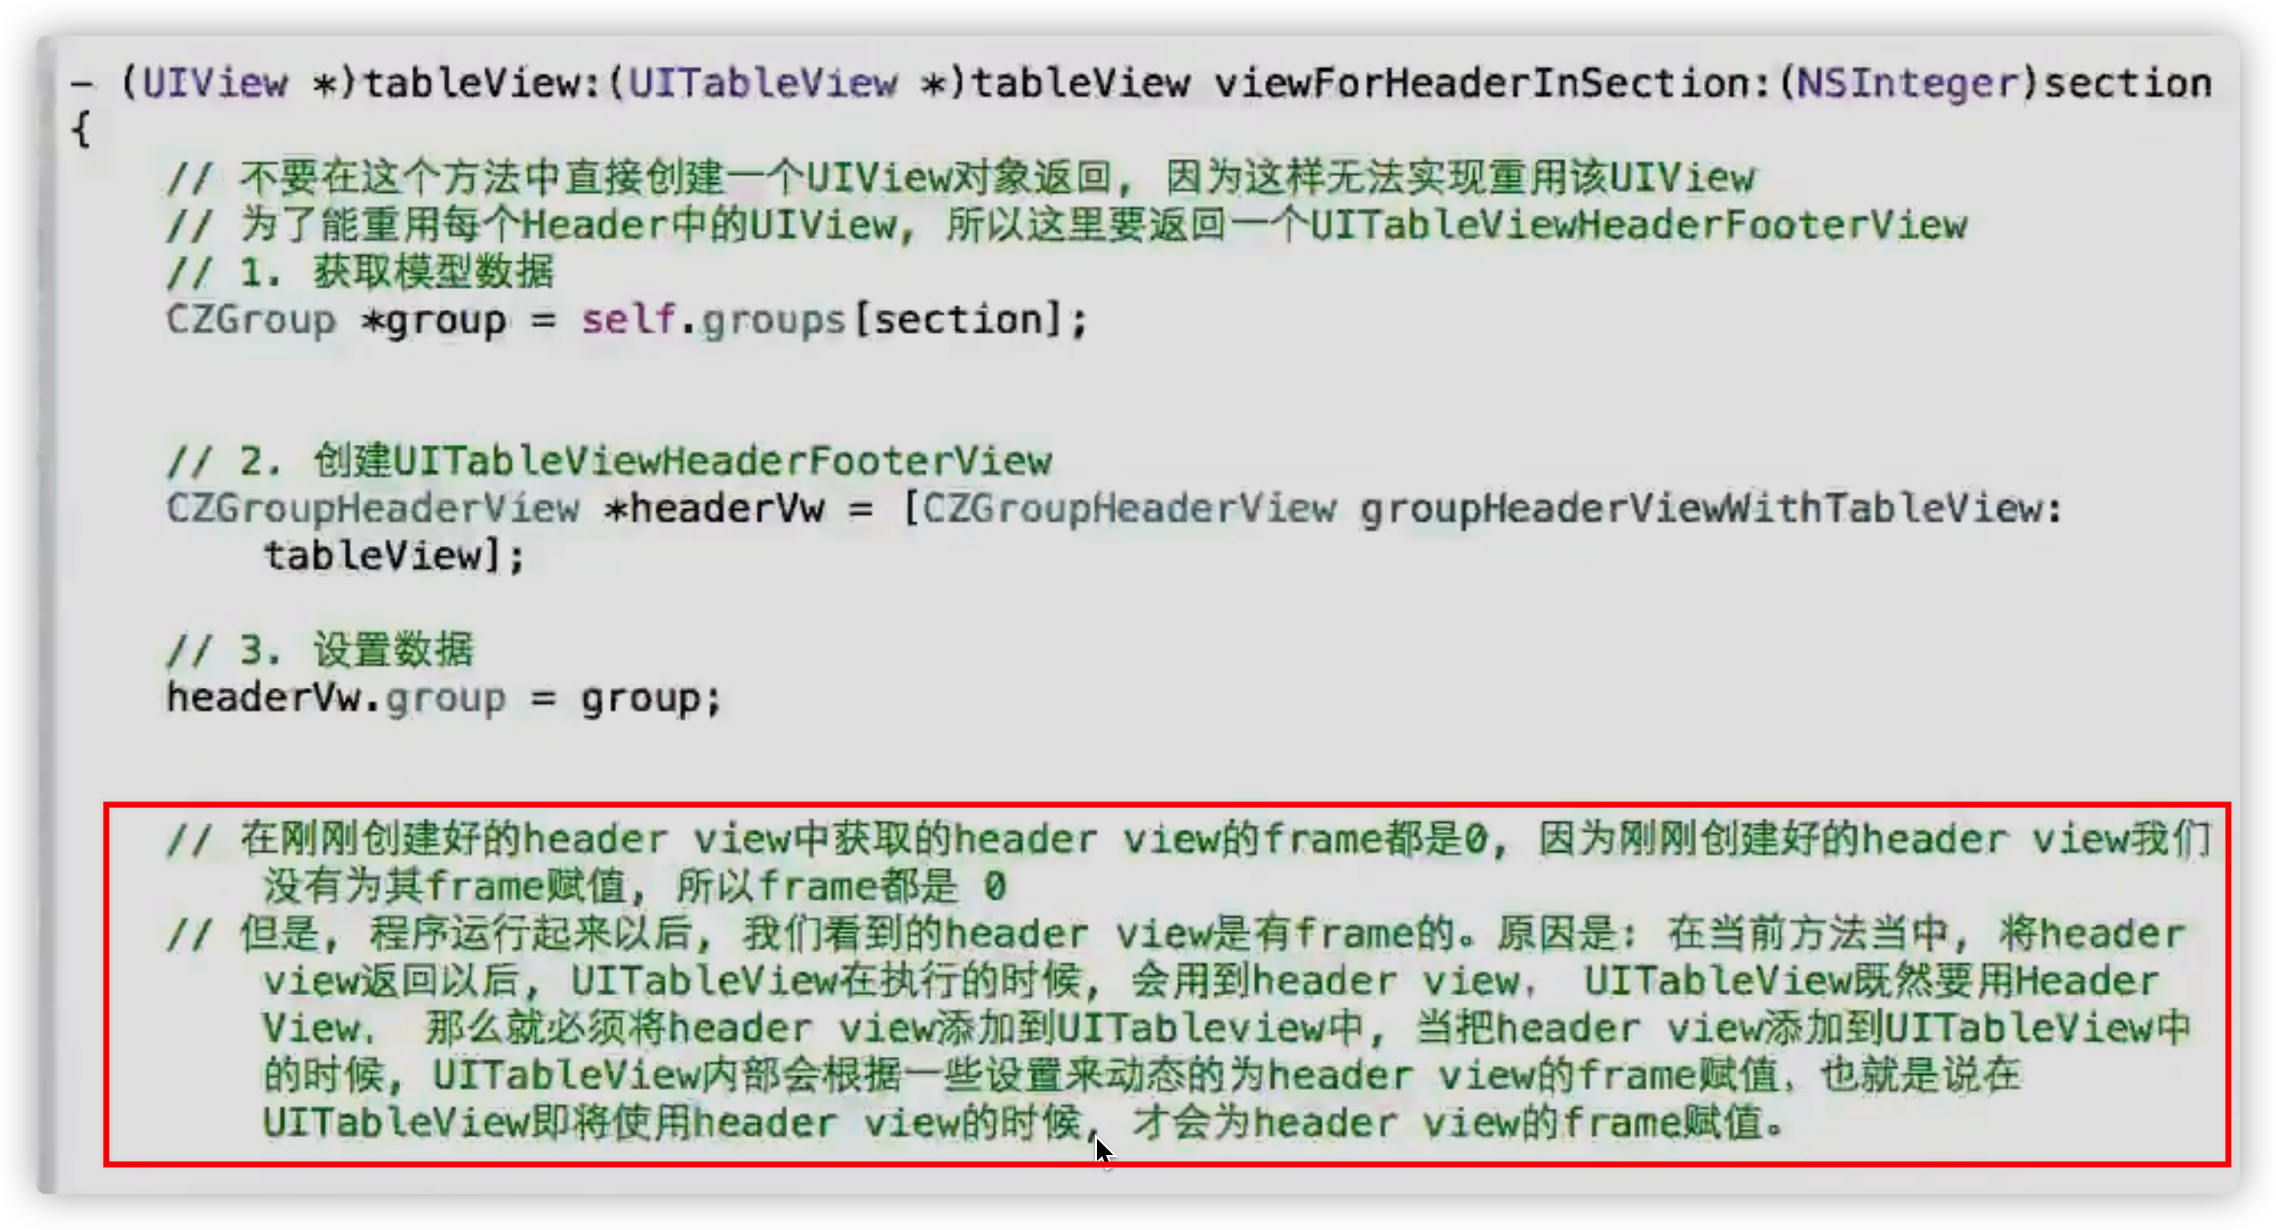 - (UIView *)tableView:(UITableView *)tableView viewForHeaderInSection:(NSInteger)section
{
// 不要在这个方法中直接创建一个UIView对象返回, 因为这样无法实现重用该UIView
// 为了能重用每个Header中的UIView, 所以这里要返回一个UITableViewHeaderFooterView
// 1. 获取模型数据
CZGroup *group = self.groups[section];
// 2. 创建UITableViewHeaderFooterView
CZGroupHeaderView *headerVw = [CZGroupHeaderView groupHeaderViewWithTableView:
tableView];
// 3. 设置数据
headerVw.group = group;
// 在刚刚创建好的header view中获取的header view的frame都是0, 因为刚刚创建好的header view我们
没有为其frame赋值, 所以frame都是 0
// 但是, 程序运行起来以后, 我们看到的header view是有frame的。原因是: 在当前方法当中, 将header
view返回以后, UITableView在执行的时候, 会用到header view, UITableView既然要用Header
View, 那么就必须将header view添加到UITableview中, 当把header view添加到UITableView中
的时候, UITableView内部会根据一些设置来动态的为header view的frame赋值, 也就是说在
UITableView即将使用header view的时候, 才会为header view的frame赋值。